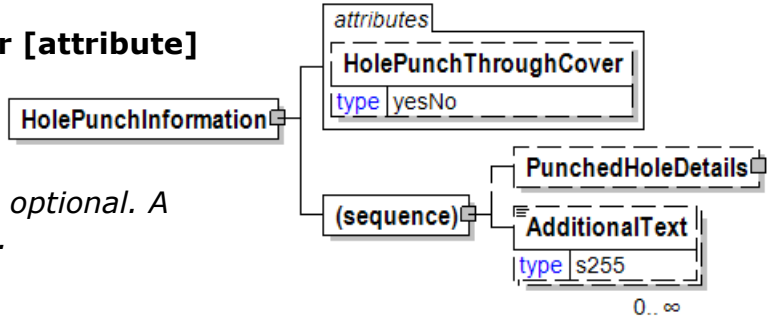 r [attribute]
optional. A
.
attributes
HolePunchThroughCover
type yesNo
HolePunchInformation
(sequence)
PunchedHoleDetails
AdditionalText
type s255
0..∞